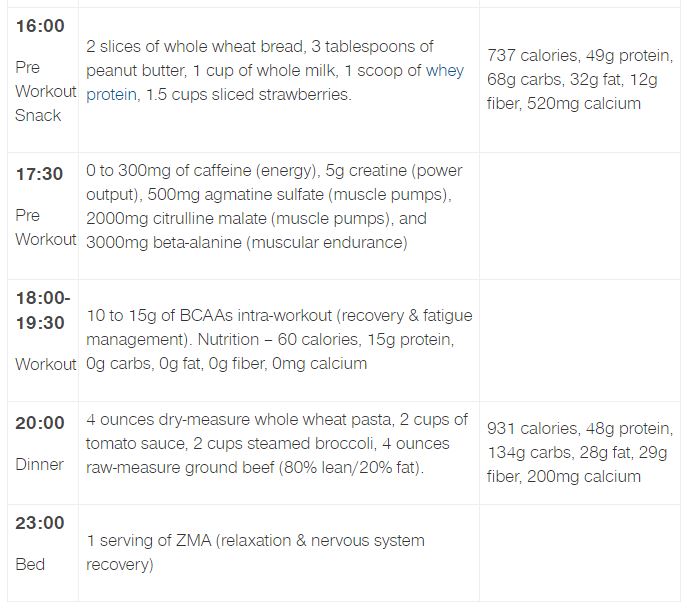 16:00
Pre
Workout
Snack
2 slices of whole wheat bread, 3 tablespoons of
peanut butter, 1 cup of whole milk, 1 scoop of whey
protein, 1.5 cups sliced strawberries.
737 calories, 49g protein,
68g carbs, 32g fat, 12g
fiber, 520mg calcium
17:30
Pre
Workout
0 to 300mg of caffeine (energy), 5g creatine (power
output), 500mg agmatine sulfate (muscle pumps),
2000mg citrulline malate (muscle pumps), and
3000mg beta-alanine (muscular endurance)
18:00-
19:30
Workout
10 to 15g of BCAAs intra-workout (recovery & fatigue
management). Nutrition – 60 calories, 15g protein,
0g carbs, 0g fat, 0g fiber, 0mg calcium
20:00
Dinner
4 ounces dry-measure whole wheat pasta, 2 cups of
tomato sauce, 2 cups steamed broccoli, 4 ounces
raw-measure ground beef (80% lean/20% fat).
931 calories, 48g protein,
134g carbs, 28g fat, 29g
fiber, 200mg calcium
23:00
Bed
1 serving of ZMA (relaxation & nervous system
recovery)